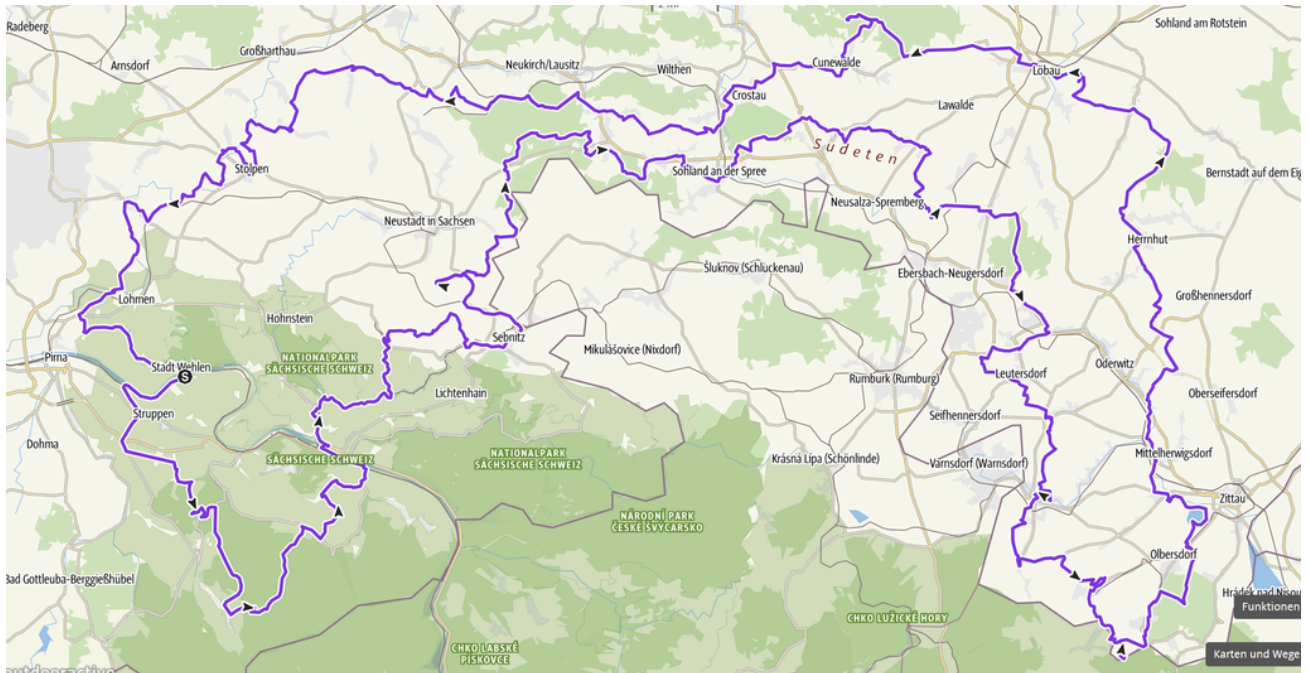 Radeberg
Sohland am Rotstein
Großharthau
Arnsdorf
Neukirch/Lausitz
Wilthen
Cunewalde
Löbau
Crostau
Lawalde
Sudeten
Stolpen
Sohland an der Spree
Bernstadt auf dem Eig
Neusalza-Spremberg
Neustadt in Sachsen
Herrnhut
Šluknov (Schluckenau)
Ebersbach-Neugersdorf
Lohmen
Großhennersdorf
Hohnstein
Sebnitz
Mikulášovice (Nixdorf)
Pirna
NATIONALPARK
SÄCHSISCHE SCHWEIZ
Stadt Wehlen
S
Oderwitz
Leutersdorf
Rumburk (Rumburg)
Lichtenhain
Oberseifersdorf
Struppen
Seifhennersdorf
Dohma
NATIONALPARK
SÄCHSISCHE SCHWEIZ
SÄCHSISCHE SCHWEIZ
Krásná Lípa (Schönlinde)
Varnsdorf (Warnsdorf)
Mittelherwigsdorf
Zittau
NÁRODNÍ PARK
ČESKÉ ŠVÝCARSKO
Olbersdorf
Bad Gottleuba-Berggießhübel
Hrádek nad Nisou
Funktionen
CHKO LUŽICKÉ HORY
CHKO LABSKÉ
PÍSKOVCE
Karten und Wege
outdooractive